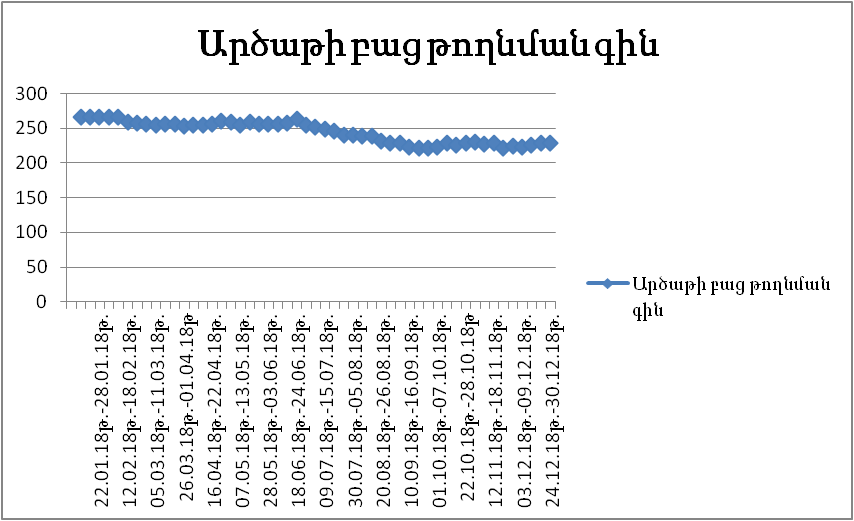 Արծաթի բաց թողնման գին
300
250
200
150
100
50
0
22.01.18թ.-28.01.18թ.
12.02.18թ.-18.02.18թ.
05.03.18թ.-11.03.18թ.
26.03.18թ.-01.04.18թ
16.04.18թ.-22.04.18թ.
07.05.18թ.-13.05.18թ.
28.05.18թ.-03.06.18թ.
18.06.18թ.-24.06.18թ.
09.07.18թ.-15.07.18թ.
30.07.18թ.-05.08.18թ.
20.08.18թ.-26.08.18թ.
10.09.18թ.-16.09.18թ.
01.10.18թ.-07.10.18թ.
22.10.18թ.-28.10.18թ
12.11.18թ.-18.11.18թ.
03.12.18թ.-09.12.18թ.
24.12.18թ.-30.12.18թ.
Արծաթի բաց թողնման
գին